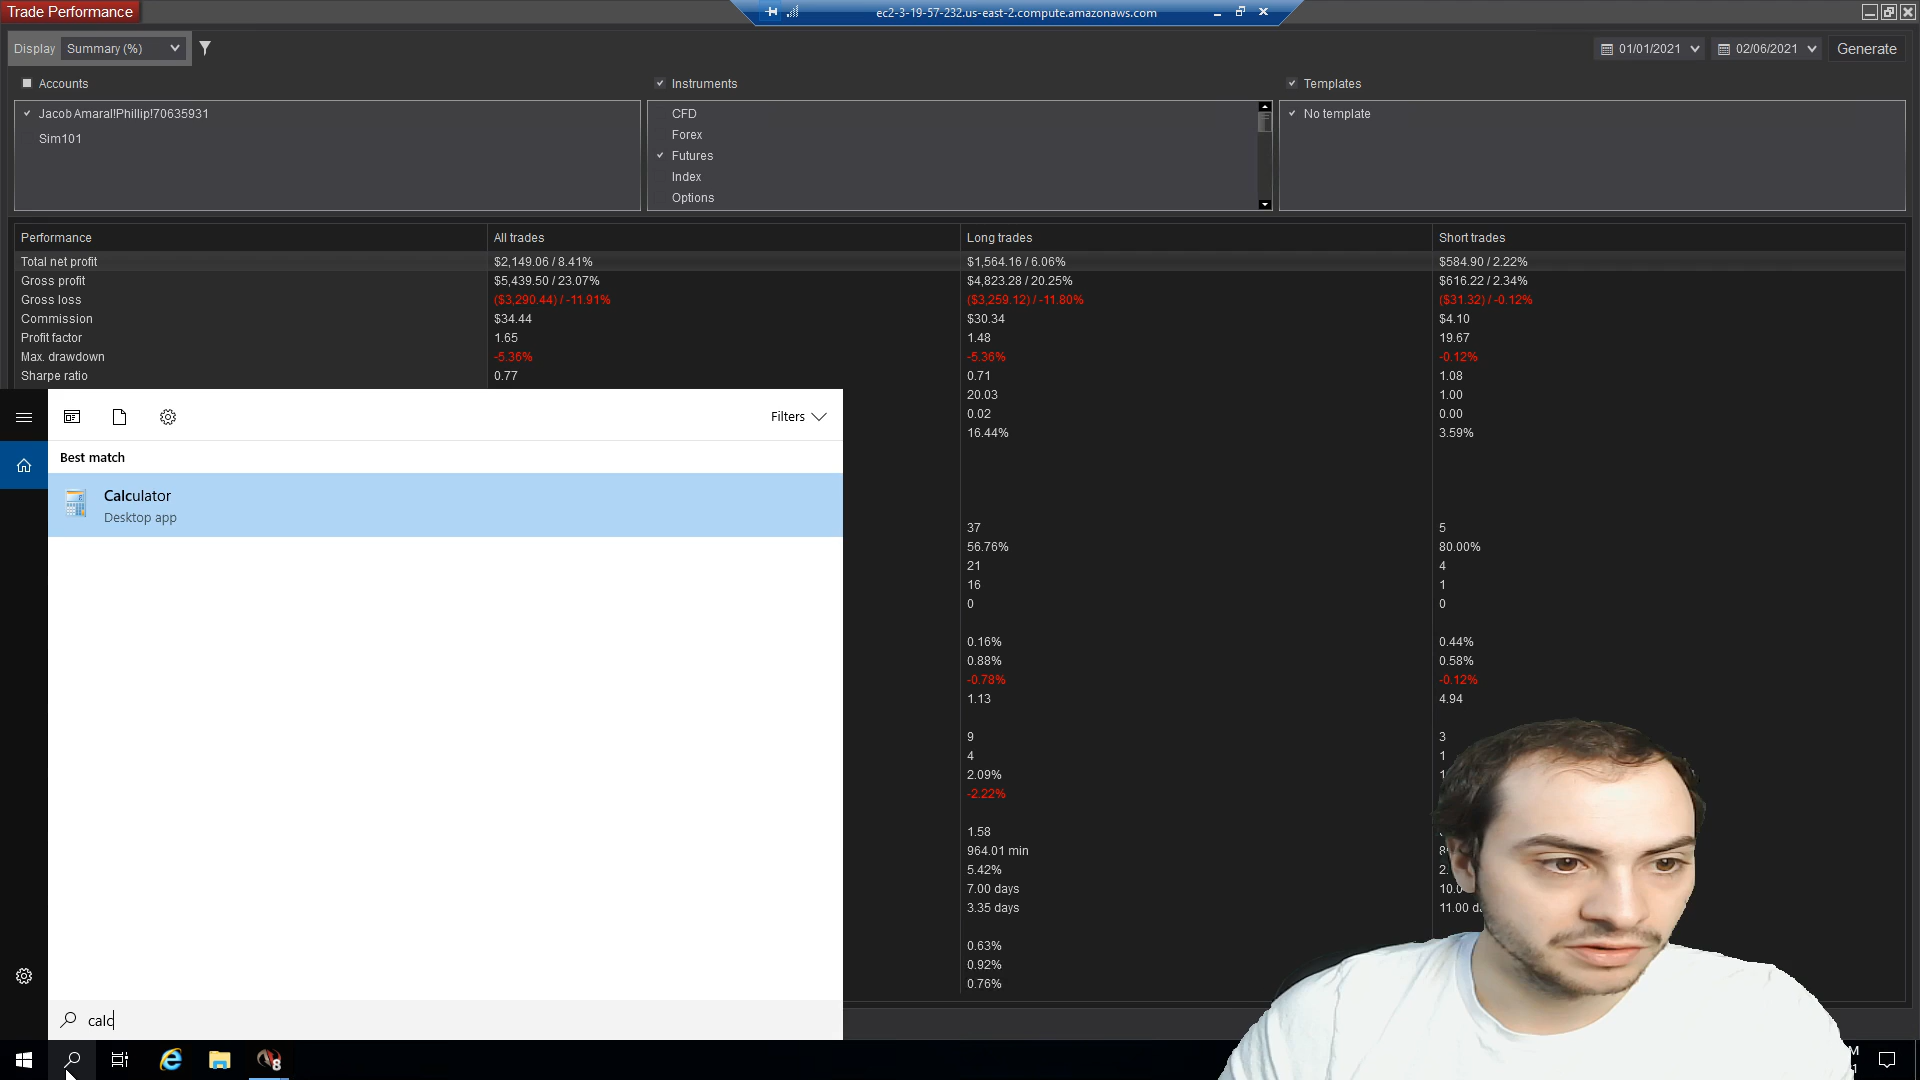 Trade Performance
ec2-3-19-57-232.us-east-2.compute.amazonaws.com
Display Summary (%)
01/01/2021 02/06/2021 Generate
Accounts
Jacob Amaral!Phillip!70635931
Sim101
Instruments
CFD
Forex
Futures
Index
Options
Templates
No template
Performance All trades Long trades Short trades
Total net profit $2,149.06 / 8.41% $1,564.16 / 6.06% $584.90 / 2.22%
Gross profit $5,439.50 / 23.07% $4,823.28 / 20.25% $616.22 / 2.34%
Gross loss ($3,290.44) / -11.91% ($3,259.12) / -11.80% ($31.32) / -0.12%
Commission $34.44 $30.34 $4.10
Profit factor 1.65 1.48 19.67
Max. drawdown -5.36% -5.36% -0.12%
Sharpe ratio 0.77 0.71 1.08
20.03 1.00
0.02 0.00
16.44% 3.59%
37 5
56.76% 80.00%
21 4
16 1
0 0
0.16% 0.44%
0.88% 0.58%
-0.78% -0.12%
1.13 4.94
9 3
4 1
2.09%
-2.22%
1.58
964.01 min
5.42%
7.00 days
3.35 days 11.00
0.63%
0.92%
0.76%
Filters
Best match
Calculator
Desktop app
calc